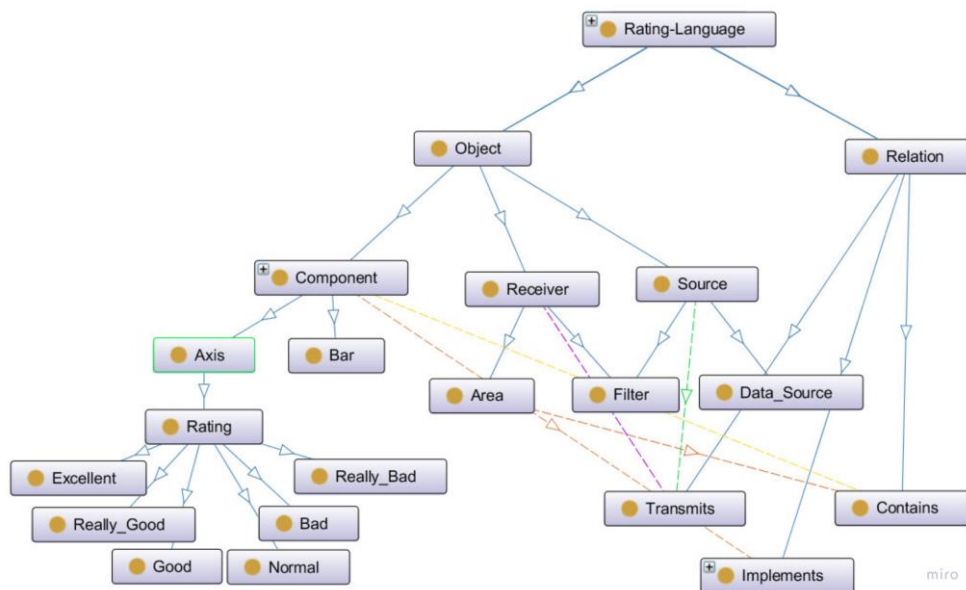 Rating-Language
Object
Relation
Component
Receiver
Source
Axis
Bar
Area
Filter
Data_Source
Rating
Excellent
Really_Bad
Really_Good
Bad
Good
Normal
Transmits
Contains
Implements
miro